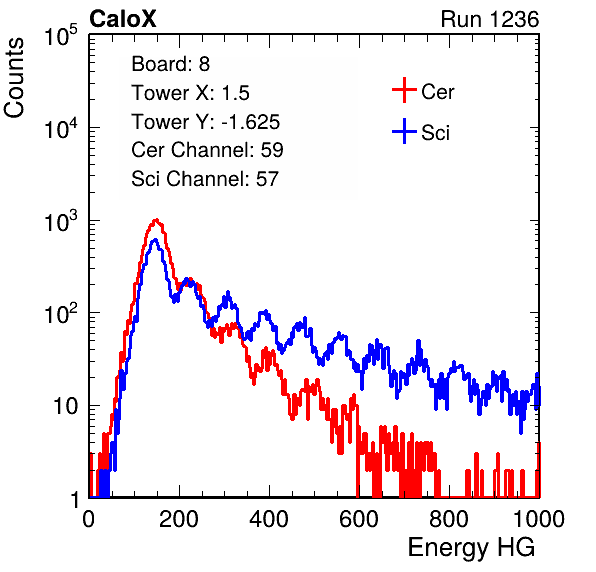 CaloX Run 1236
Counts
Board: 8
Tower X: 1.5
Tower Y: -1.625
Cer Channel: 59
Sci Channel: 57
Cer
Sci
10^5
10^4
10^3
10^2
10
1
0 200 400 600 800 1000
Energy HG